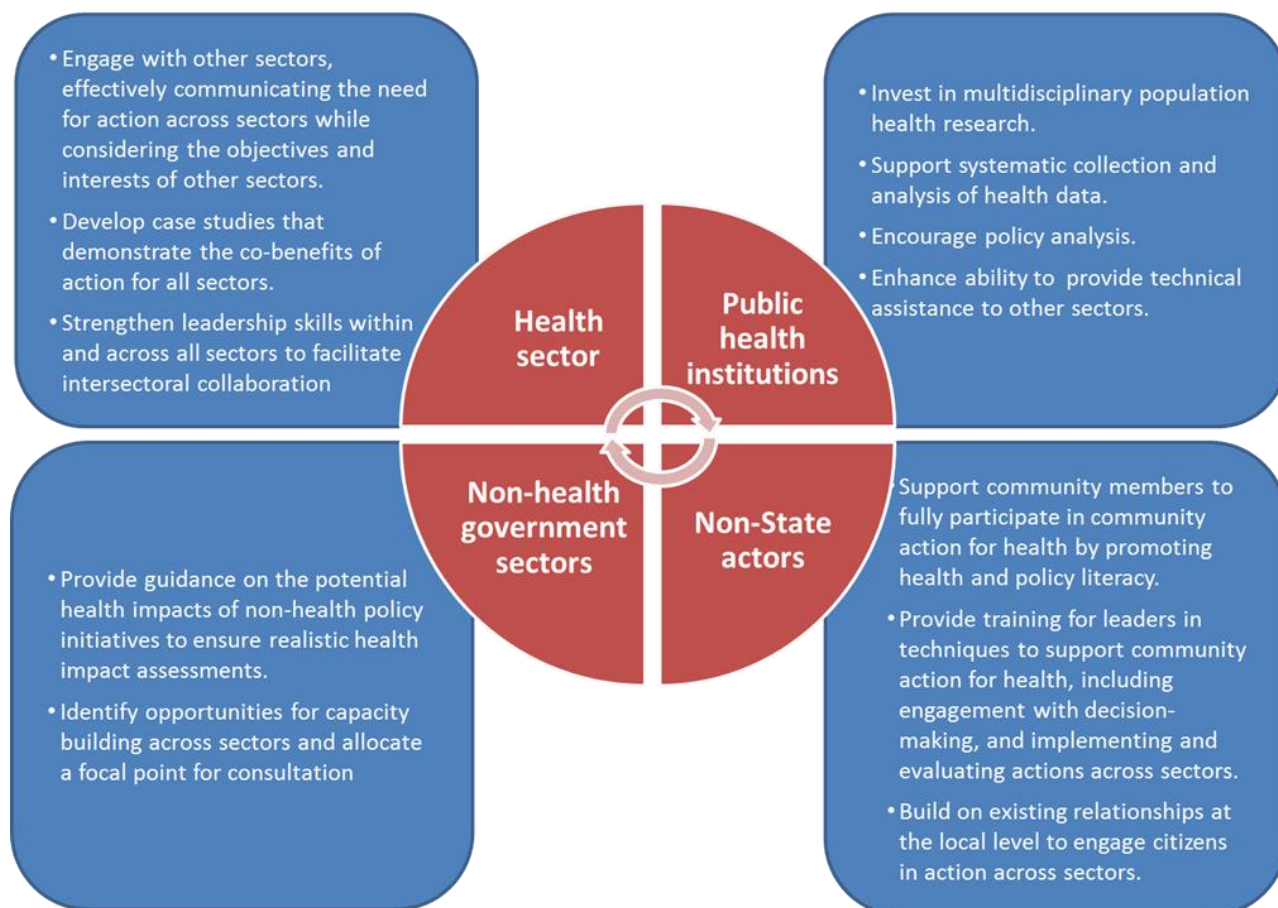 • Engage with other sectors,
effectively communicating the need
for action across sectors while
considering the objectives and
interests of other sectors.
• Develop case studies that
demonstrate the co-benefits of
action for all sectors.
• Strengthen leadership skills within
and across all sectors to facilitate
intersectoral collaboration
• Invest in multidisciplinary population
health research.
• Support systematic collection and
analysis of health data.
• Encourage policy analysis.
• Enhance ability to provide technical
assistance to other sectors.
Health
sector
Public
health
institutions
Non-health
government
sectors
Non-State
actors
• Provide guidance on the potential
health impacts of non-health policy
initiatives to ensure realistic health
impact assessments.
• Identify opportunities for capacity
building across sectors and allocate
a focal point for consultation
• Support community members to
fully participate in community
action for health by promoting
health and policy literacy.
• Provide training for leaders in
techniques to support community
action for health, including
engagement with decision-
making, and implementing and
evaluating actions across sectors.
• Build on existing relationships at
the local level to engage citizens
in action across sectors.